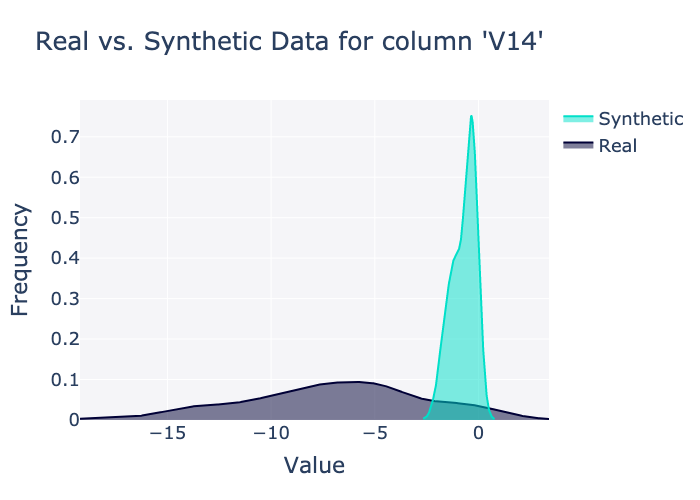 Real vs. Synthetic Data for column 'V14'
Synthetic
Real
Frequency
0.7
0.6
0.5
0.4
0.3
0.2
0.1
0
−15
−10
−5
0
Value